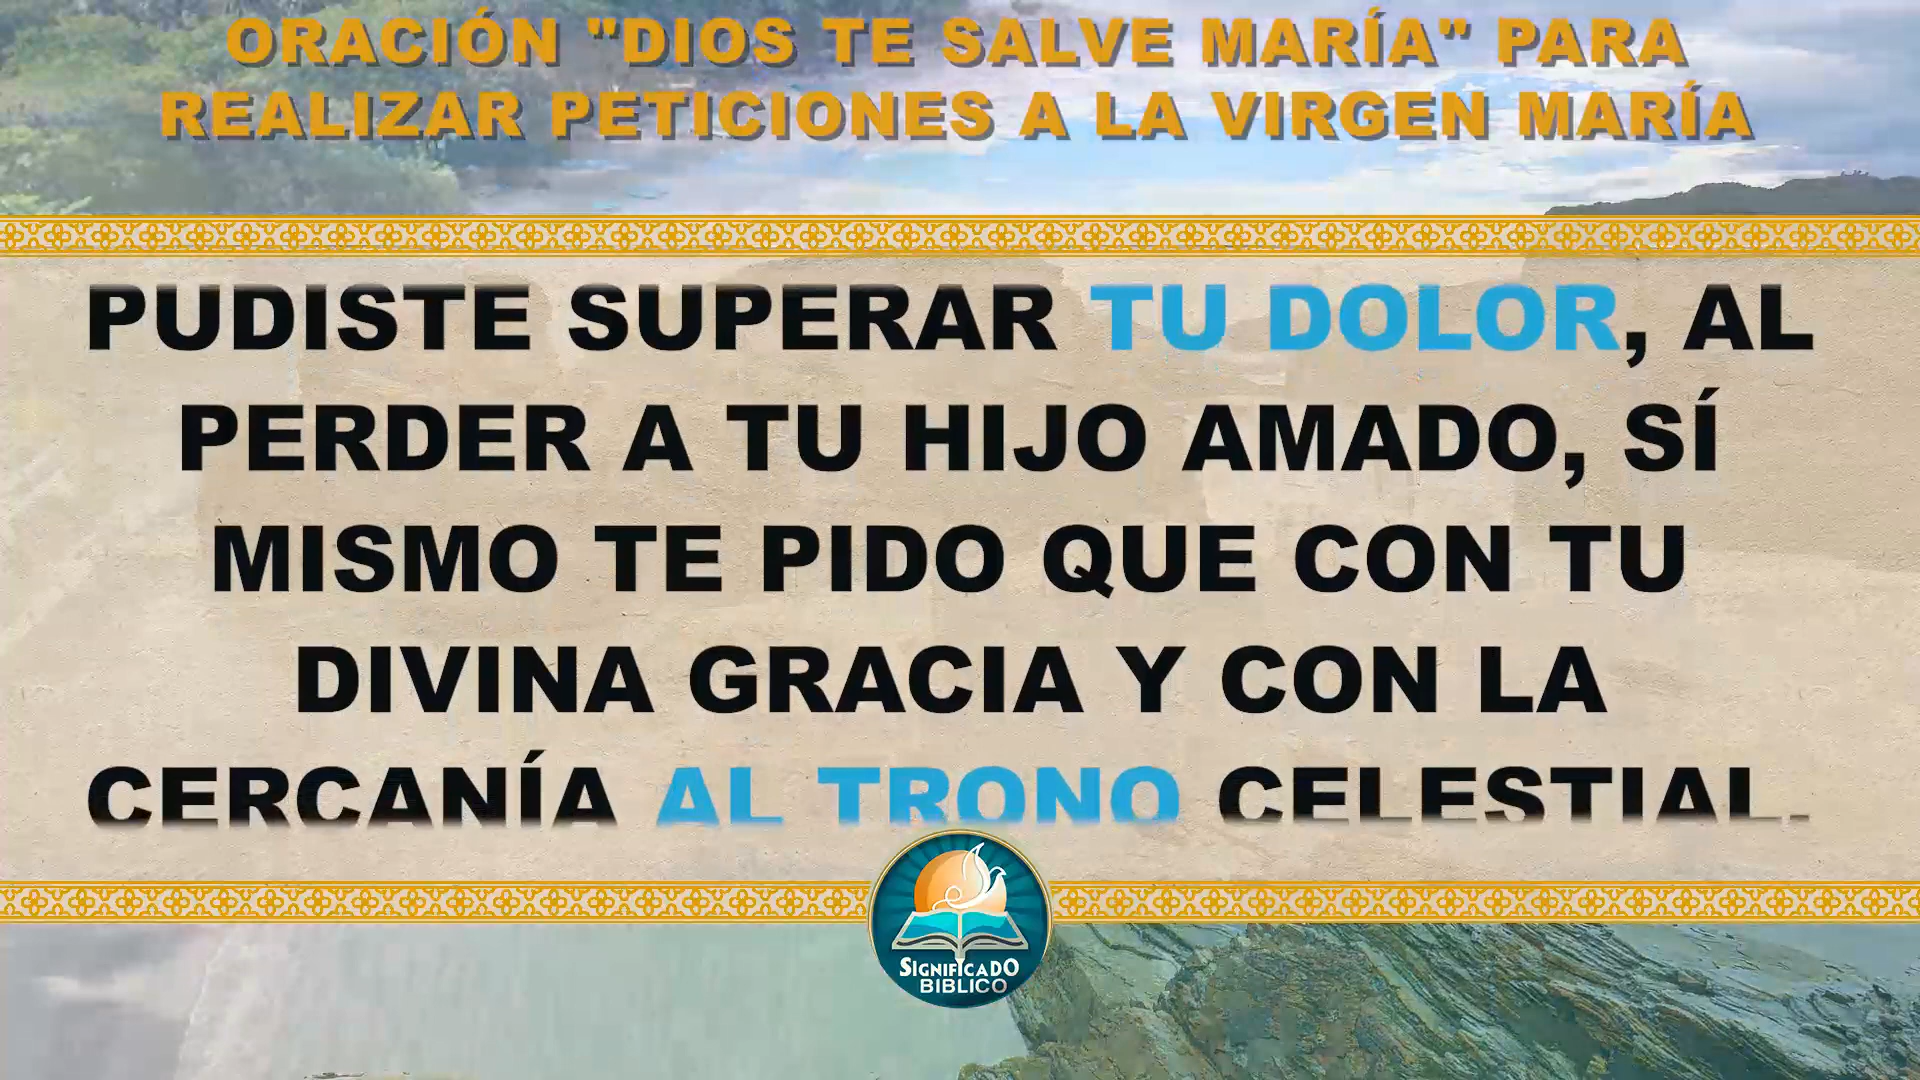 ORACIÓN "DIOS TE SALVE MARÍA" PARA
REALIZAR PETICIONES A LA VIRGEN MARÍA
PUDISTE SUPERAR TU DOLOR, AL
PERDER A TU HIJO AMADO, SÍ
MISMO TE PIDO QUE CON TU
DIVINA GRACIA Y CON LA
CERCANÍA AL TRONO CELESTIAL.
SIGNIFICADO
BIBLICO